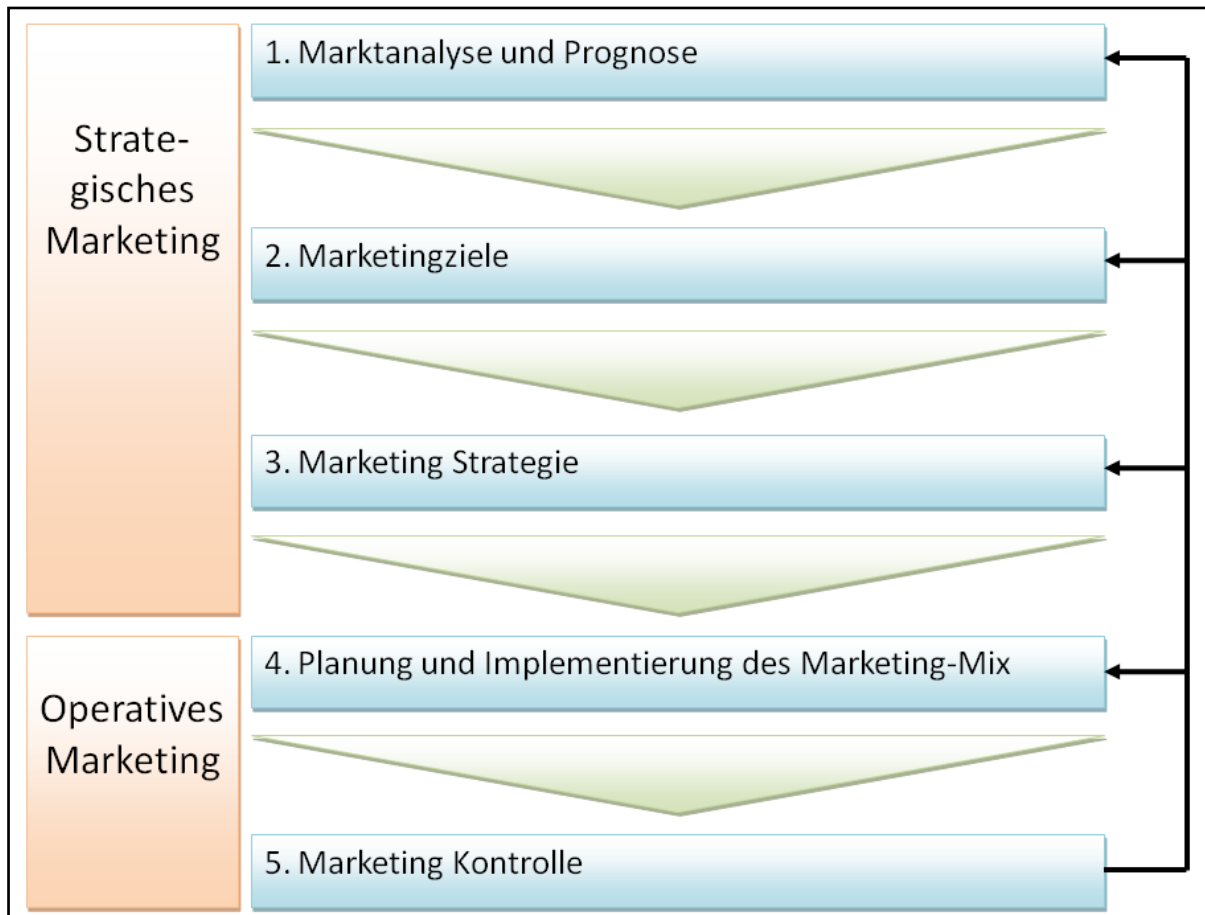 Strate-
gisches
Marketing
1. Marktanalyse und Prognose
2. Marketingziele
3. Marketing Strategie
Operatives
Marketing
4. Planung und Implementierung des Marketing-Mix
5. Marketing Kontrolle